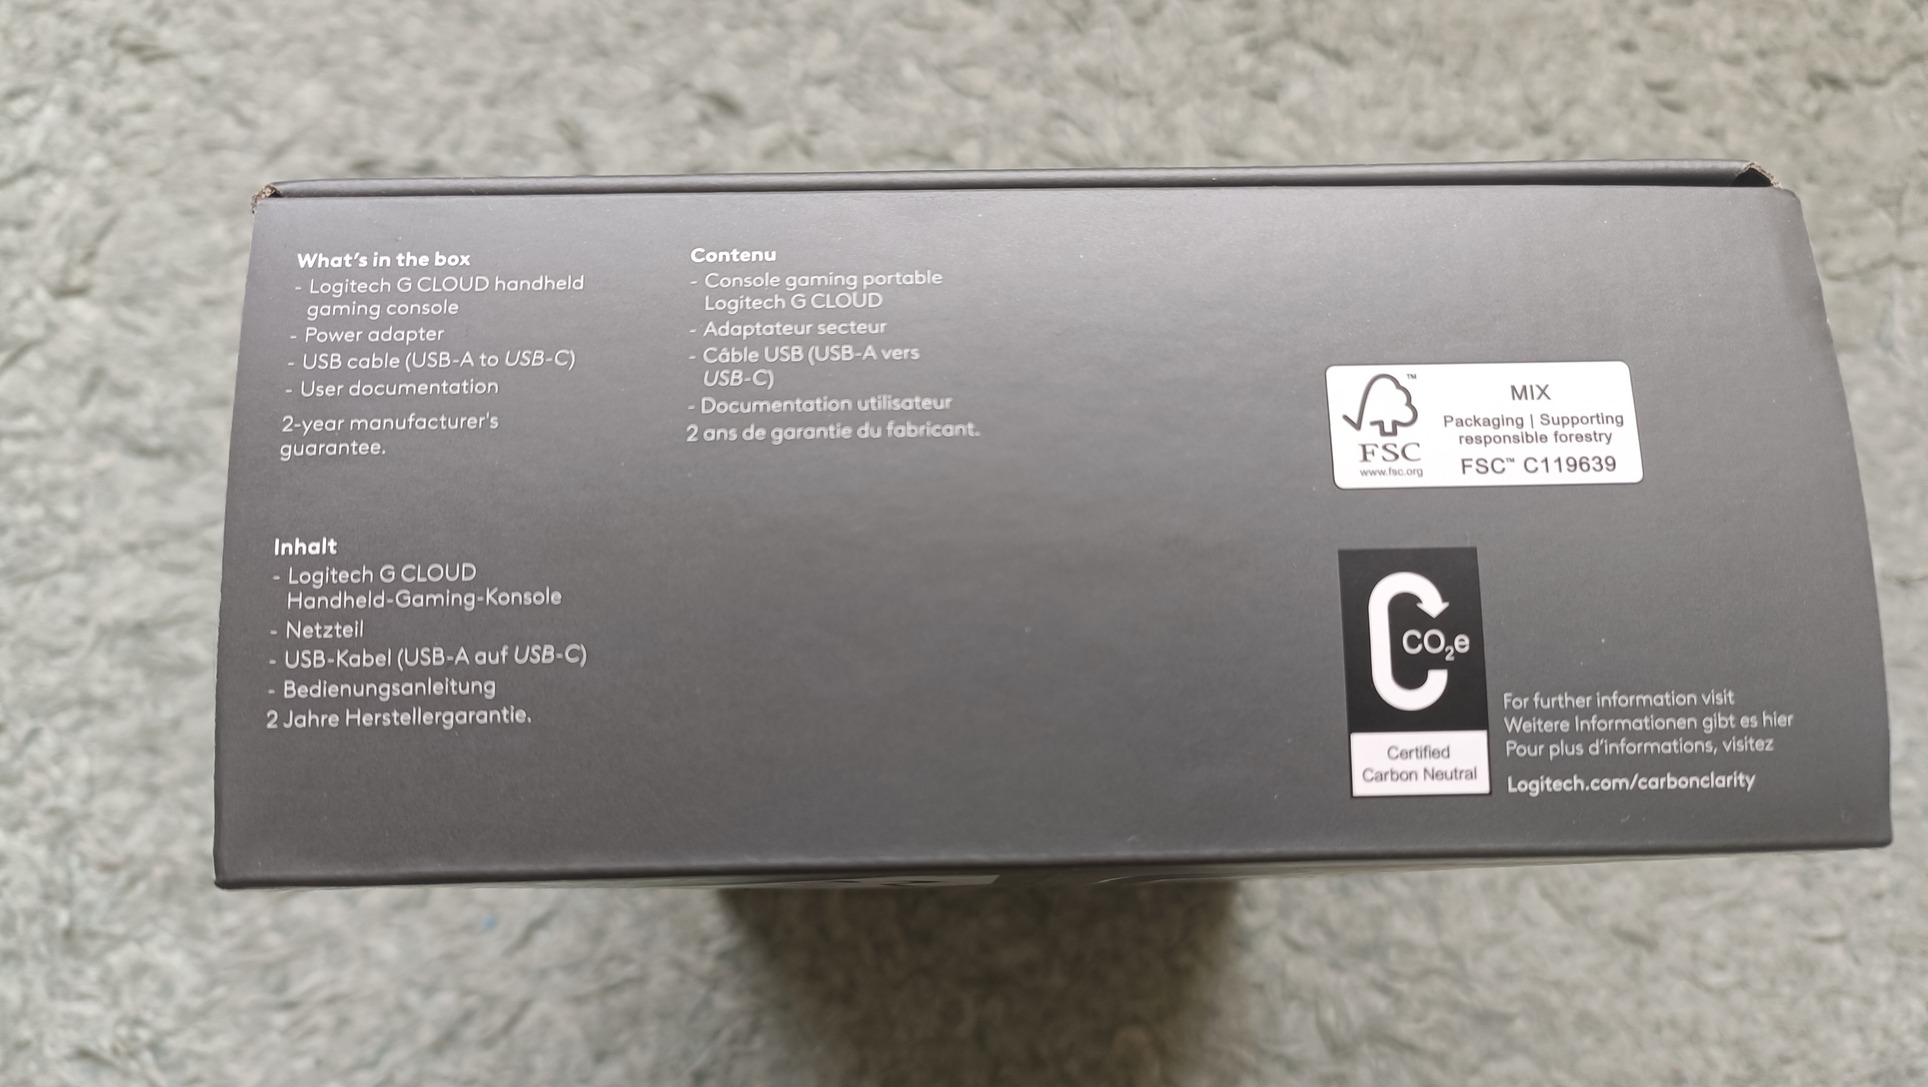 What's in the box
- Logitech G CLOUD handheld
gaming console
- Power adapter
- USB cable (USB-A to USB-C)
- User documentation
2-year manufacturer's
guarantee.
Contenu
- Console gaming portable
Logitech G CLOUD
- Adaptateur secteur
- Câble USB (USB-A vers
USB-C)
- Documentation utilisateur
2 ans de garantie du fabricant.
Inhalt
- Logitech G CLOUD
Handheld-Gaming-Konsole
- Netzteil
- USB-Kabel (USB-A auf USB-C)
- Bedienungsanleitung
2 Jahre Herstellergarantie.
™
FSC
www.fsc.org
MIX
Packaging | Supporting
responsible forestry
FSC™ C119639
CO₂e
Certified
Carbon Neutral
For further information visit
Weitere Informationen gibt es hier
Pour plus d'informations, visitez
Logitech.com/carbonclarity